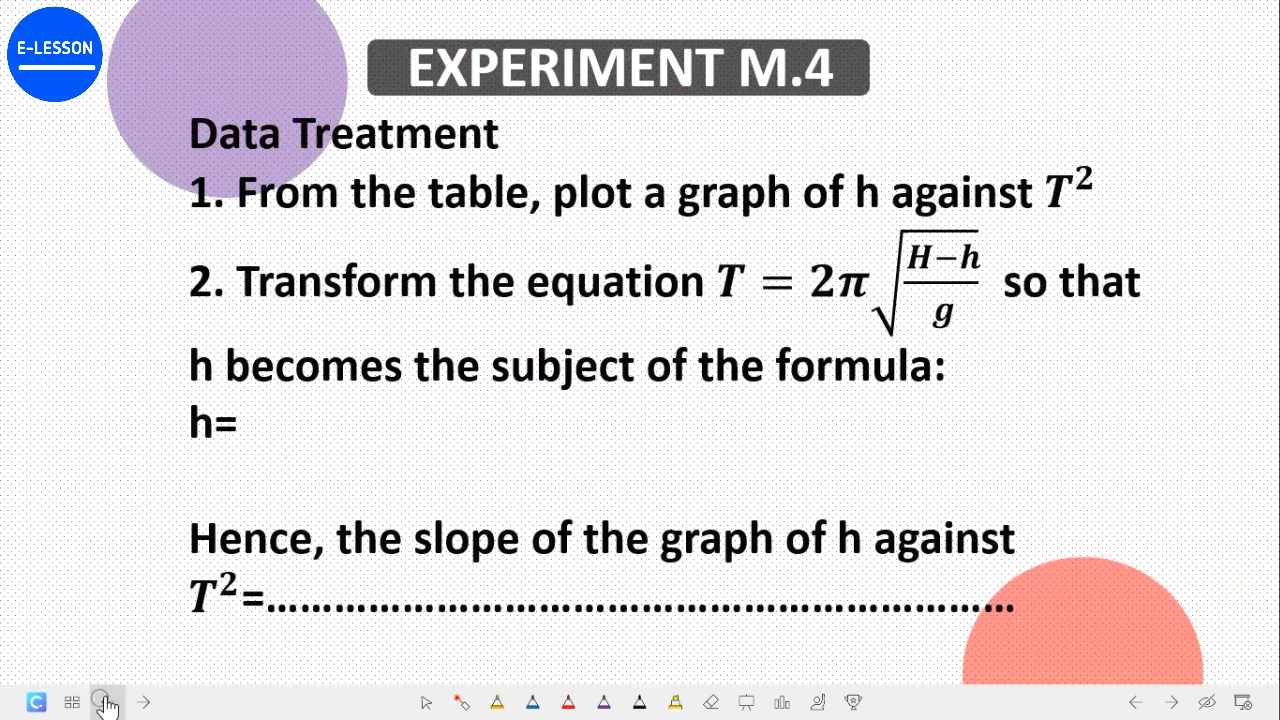 E-LESSON
EXPERIMENT M.4
Data Treatment
1. From the table, plot a graph of h against T²
2. Transform the equation T = 2π√((H−h)/g) so that
h becomes the subject of the formula:
h=
Hence, the slope of the graph of h against
T²=……………………………………………………………